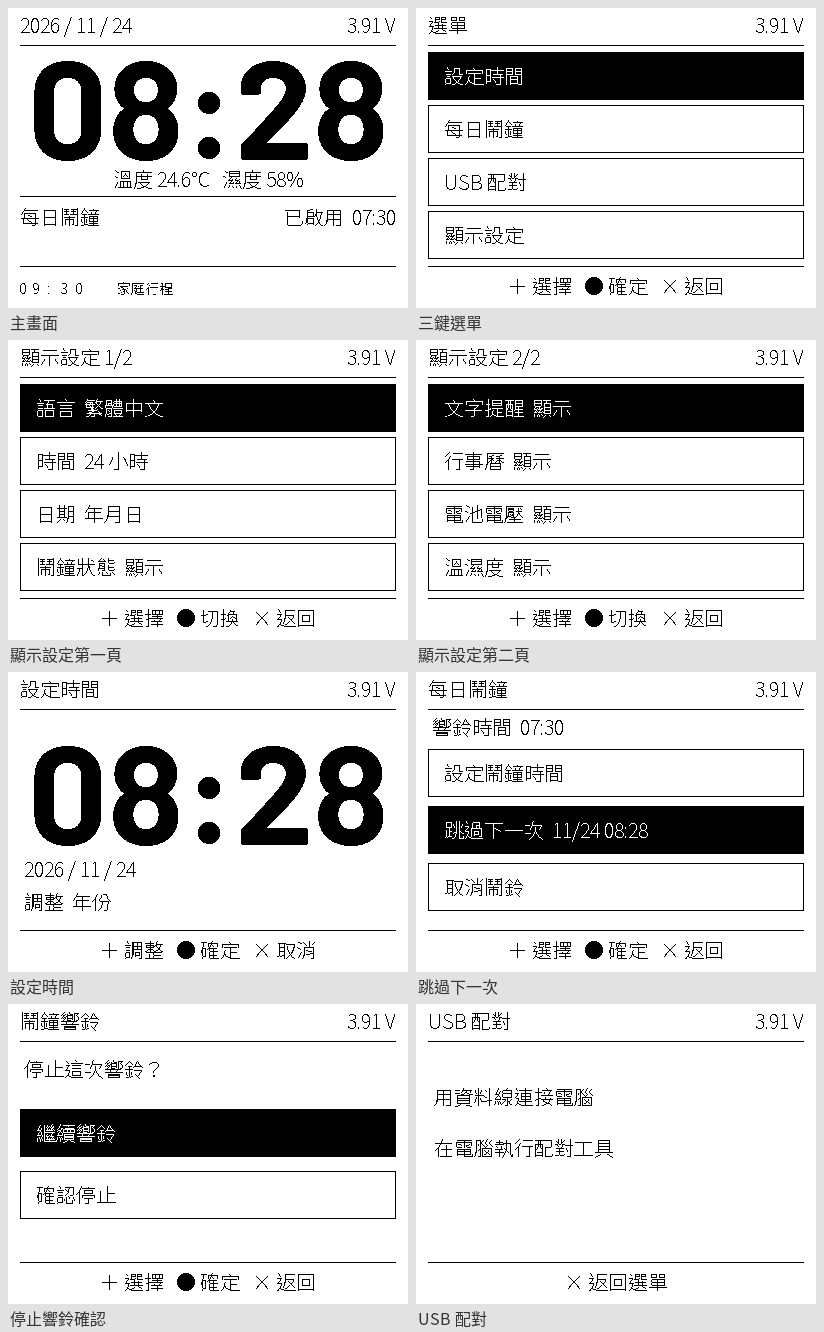 2026 / 11 / 24 3.91 V
08:28
溫度 24.6°C 濕度 58%
每日鬧鐘 已啟用 07:30
09:30 家庭行程
主畫面
選單 3.91 V
設定時間
每日鬧鐘
USB 配對
顯示設定
＋ 選擇 ● 確定 × 返回
三鍵選單
顯示設定 1/2 3.91 V
語言 繁體中文
時間 24 小時
日期 年月日
鬧鐘狀態 顯示
＋ 選擇 ● 切換 × 返回
顯示設定第一頁
顯示設定 2/2 3.91 V
文字提醒 顯示
行事曆 顯示
電池電壓 顯示
溫濕度 顯示
＋ 選擇 ● 切換 × 返回
顯示設定第二頁
設定時間 3.91 V
08:28
2026 / 11 / 24
調整 年份
＋ 調整 ● 確定 × 取消
設定時間
每日鬧鐘 3.91 V
響鈴時間 07:30
設定鬧鐘時間
跳過下一次 11/24 08:28
取消鬧鈴
＋ 選擇 ● 確定 × 返回
跳過下一次
鬧鐘響鈴 3.91 V
停止這次響鈴？
繼續響鈴
確認停止
＋ 選擇 ● 確定 × 返回
停止響鈴確認
USB 配對 3.91 V
用資料線連接電腦
在電腦執行配對工具
× 返回選單
USB 配對